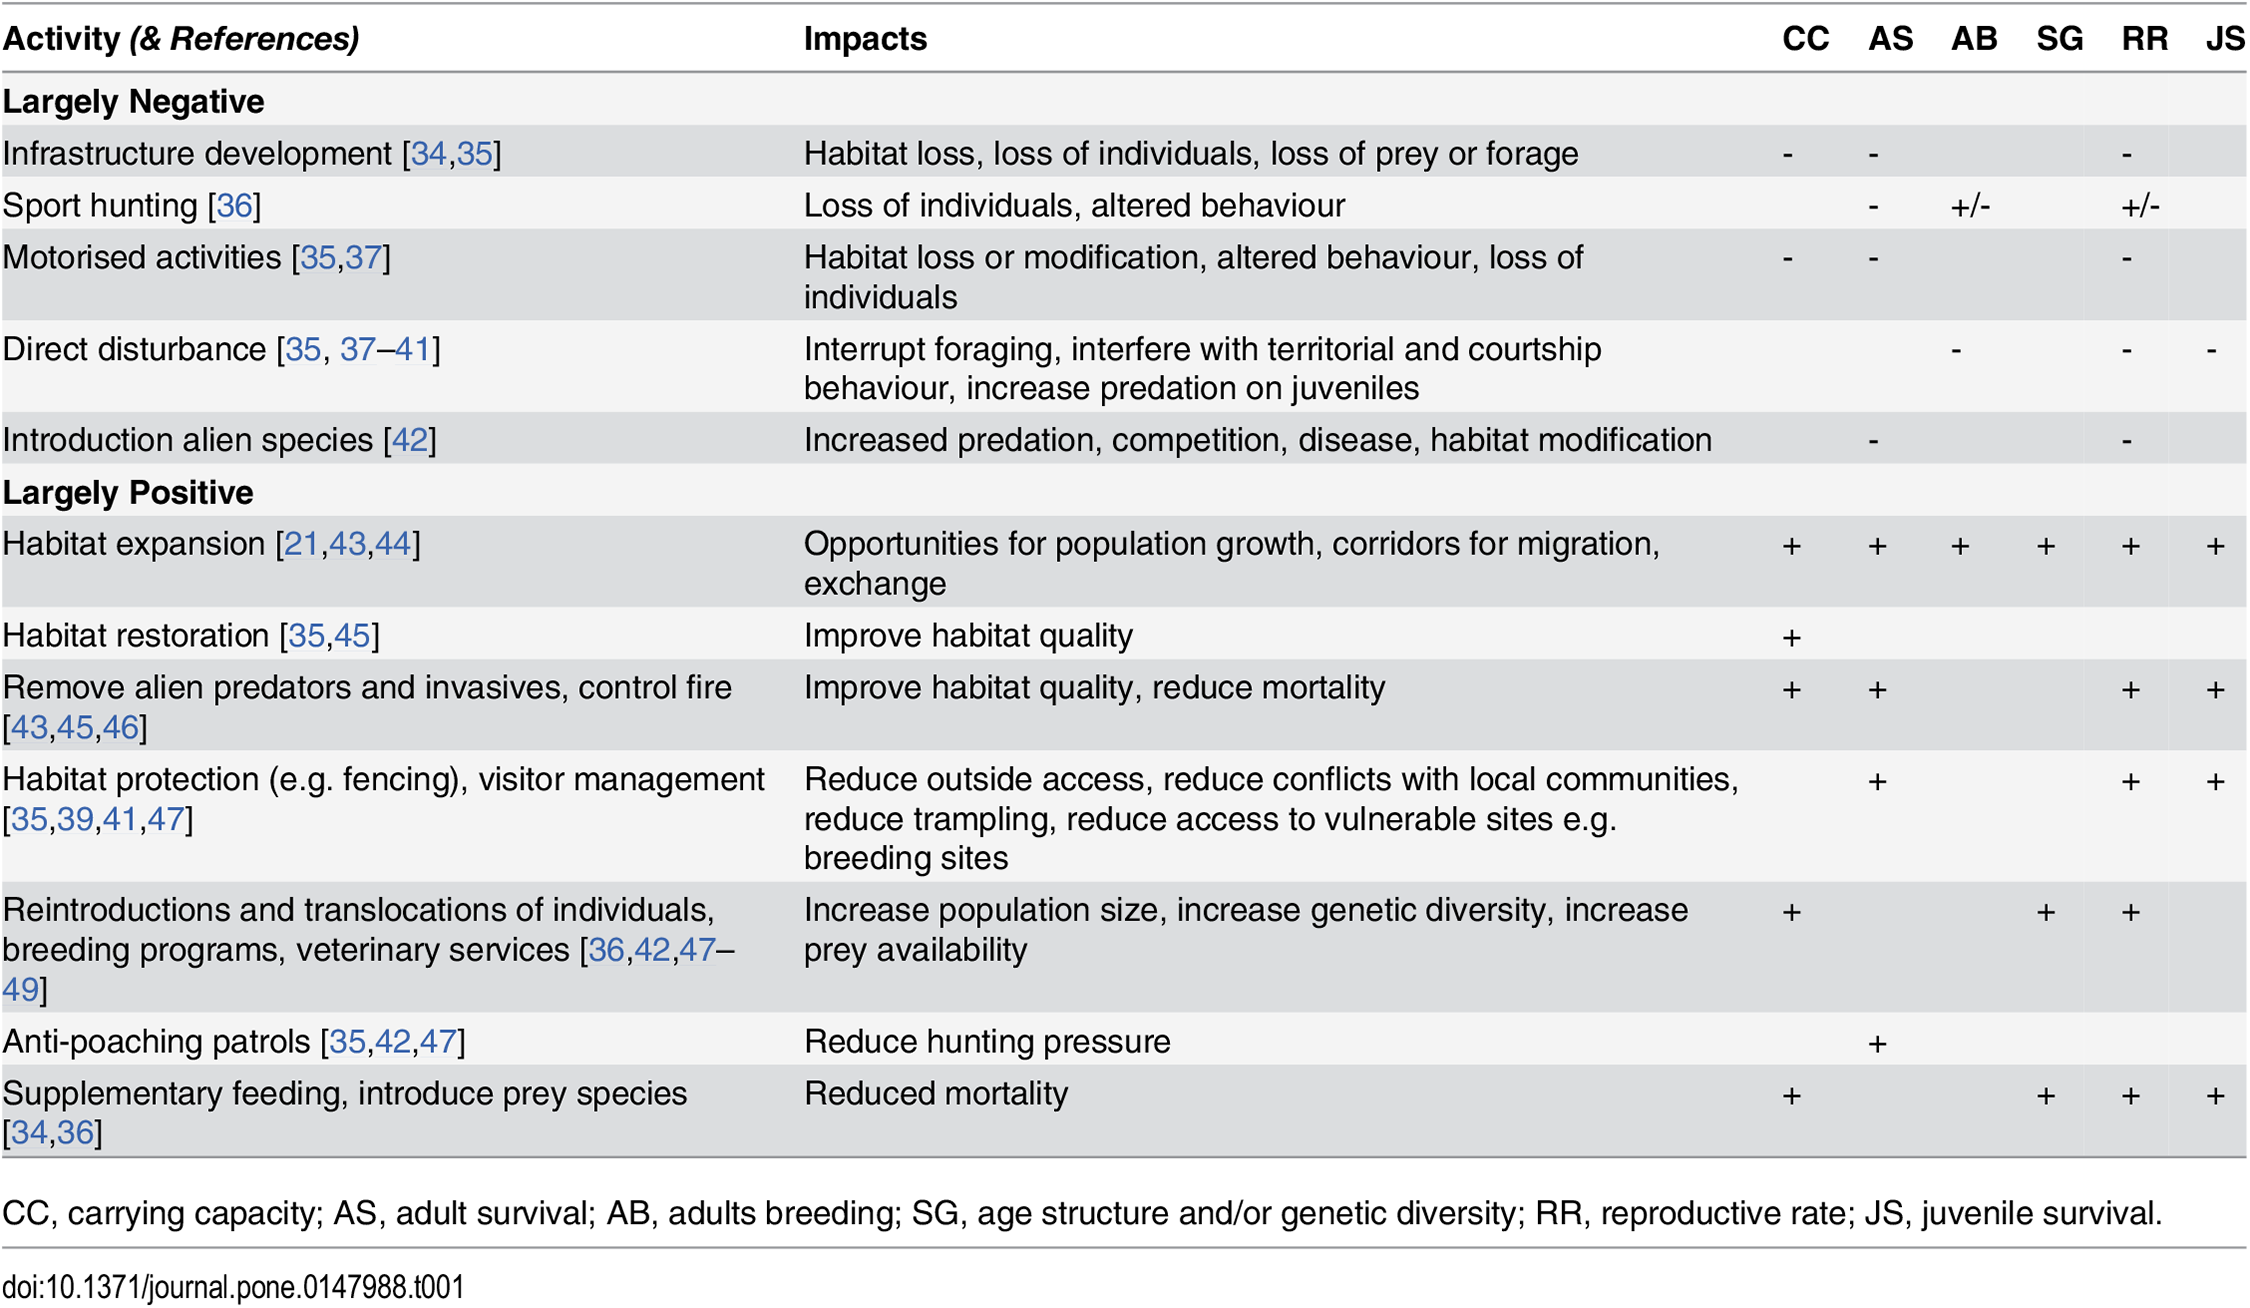 Activity (& References) Impacts CC AS AB SG RR JS
Largely Negative
Infrastructure development [34,35] Habitat loss, loss of individuals, loss of prey or forage - - -
Sport hunting [36] Loss of individuals, altered behaviour - +/- +/-
Motorised activities [35,37] Habitat loss or modification, altered behaviour, loss of - - -
individuals
Direct disturbance [35, 37–41] Interrupt foraging, interfere with territorial and courtship - - -
behaviour, increase predation on juveniles
Introduction alien species [42] Increased predation, competition, disease, habitat modification - -
Largely Positive
Habitat expansion [21,43,44] Opportunities for population growth, corridors for migration, + + + + + +
exchange
Habitat restoration [35,45] Improve habitat quality +
Remove alien predators and invasives, control fire Improve habitat quality, reduce mortality + + + +
[43,45,46]
Habitat protection (e.g. fencing), visitor management Reduce outside access, reduce conflicts with local communities, + + +
[35,39,41,47] reduce trampling, reduce access to vulnerable sites e.g.
breeding sites
Reintroductions and translocations of individuals, Increase population size, increase genetic diversity, increase + + +
breeding programs, veterinary services [36,42,47– prey availability
49]
Anti-poaching patrols [35,42,47] Reduce hunting pressure +
Supplementary feeding, introduce prey species Reduced mortality + + + +
[34,36]
CC, carrying capacity; AS, adult survival; AB, adults breeding; SG, age structure and/or genetic diversity; RR, reproductive rate; JS, juvenile survival.
doi:10.1371/journal.pone.0147988.t001